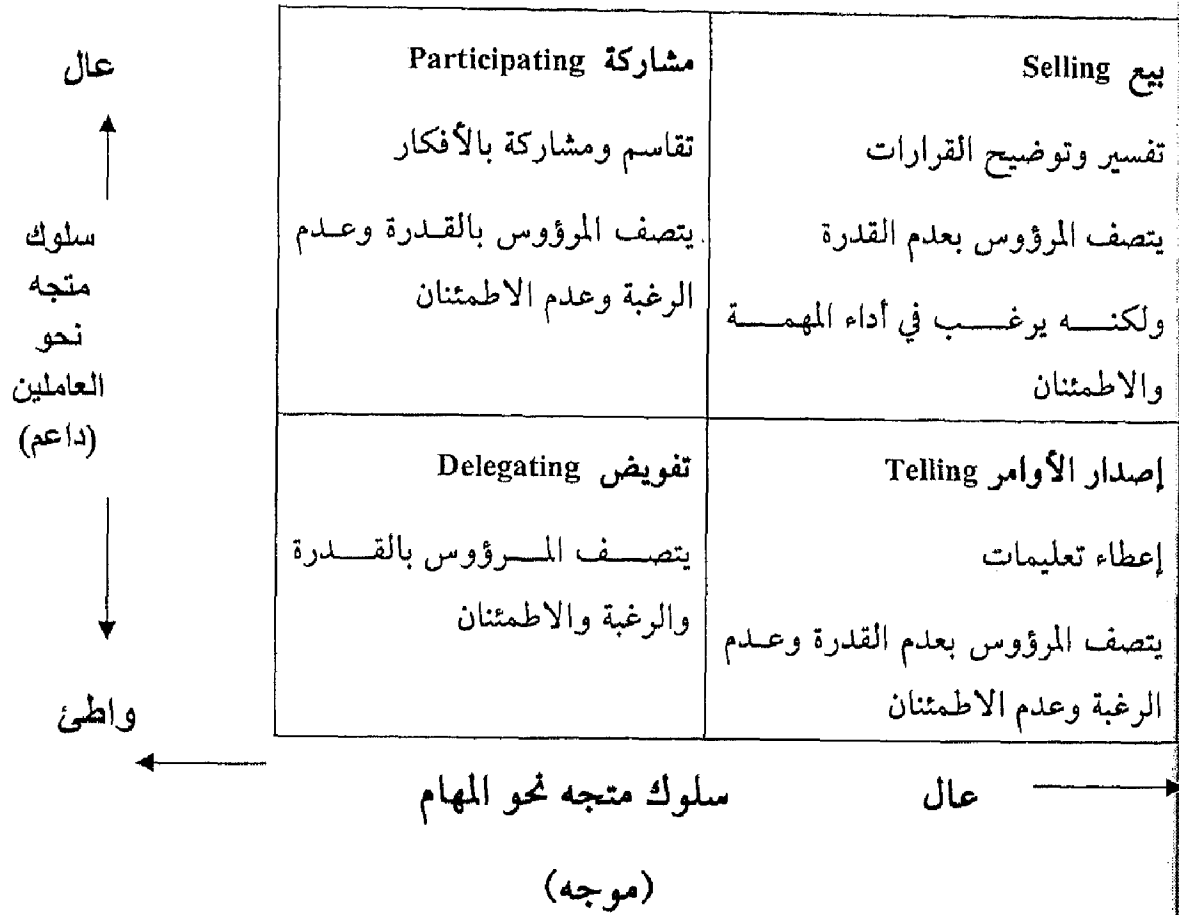 بيع Selling
تفسير وتوضيح القرارات
يتصف المرؤوس بعدم القدرة
ولكنه يرغب في أداء المهمة
والاطمئنان
مشاركة Participating
تقاسم ومشاركة بالأفكار
يتصف المرؤوس بالقدرة وعدم
الرغبة وعدم الاطمئنان
إصدار الأوامر Telling
إعطاء تعليمات
يتصف المرؤوس بعدم القدرة وعدم
الرغبة وعدم الاطمئنان
تفويض Delegating
يتصف المرؤوس بالقدرة
والرغبة والاطمئنان
عال
سلوك
متجه
نحو
العاملين
(داعم)
واطئ
عال
سلوك متجه نحو المهام
(موجه)